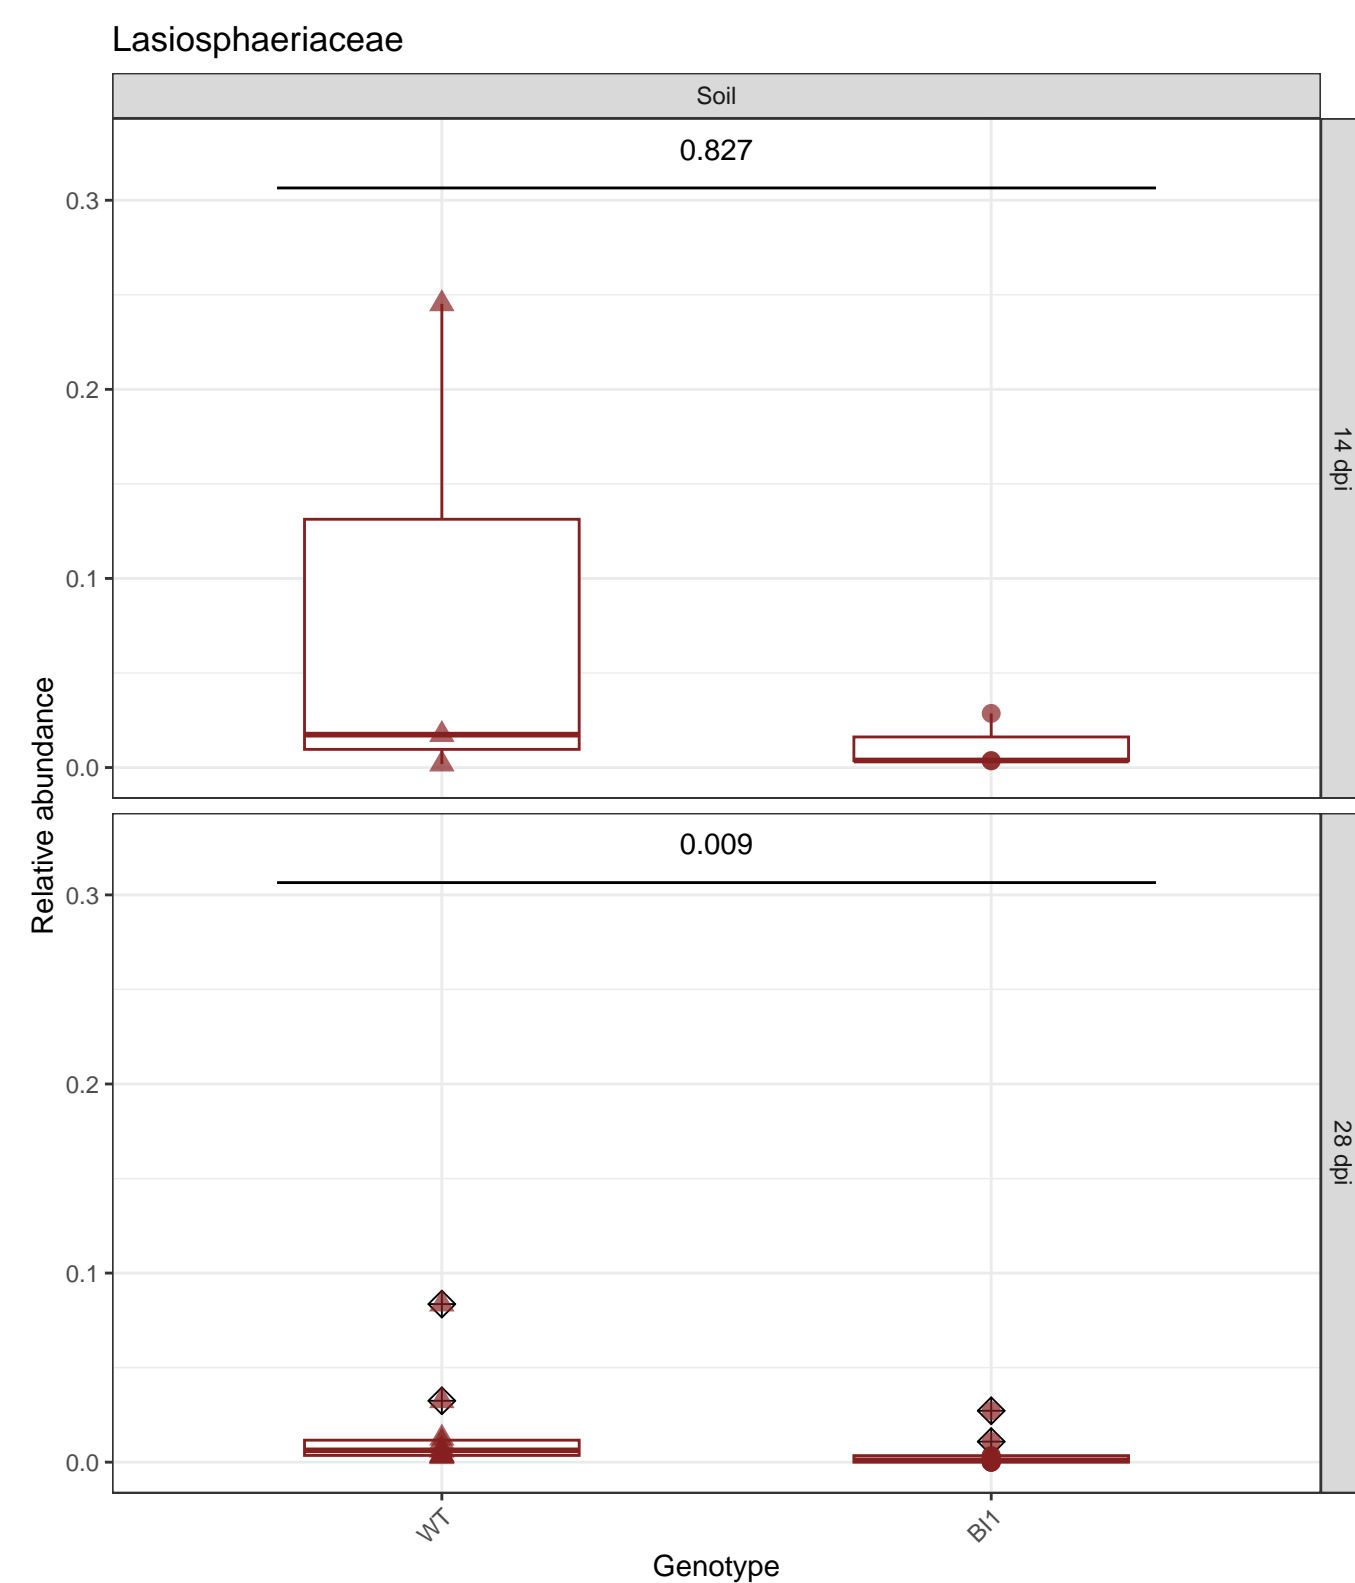 Lasiosphaeriaceae
Soil
0.827
0.3
0.2
0.1
0.0
14 dpi
0.009
0.3
0.2
0.1
0.0
28 dpi
Relative abundance
WT
BI1
Genotype